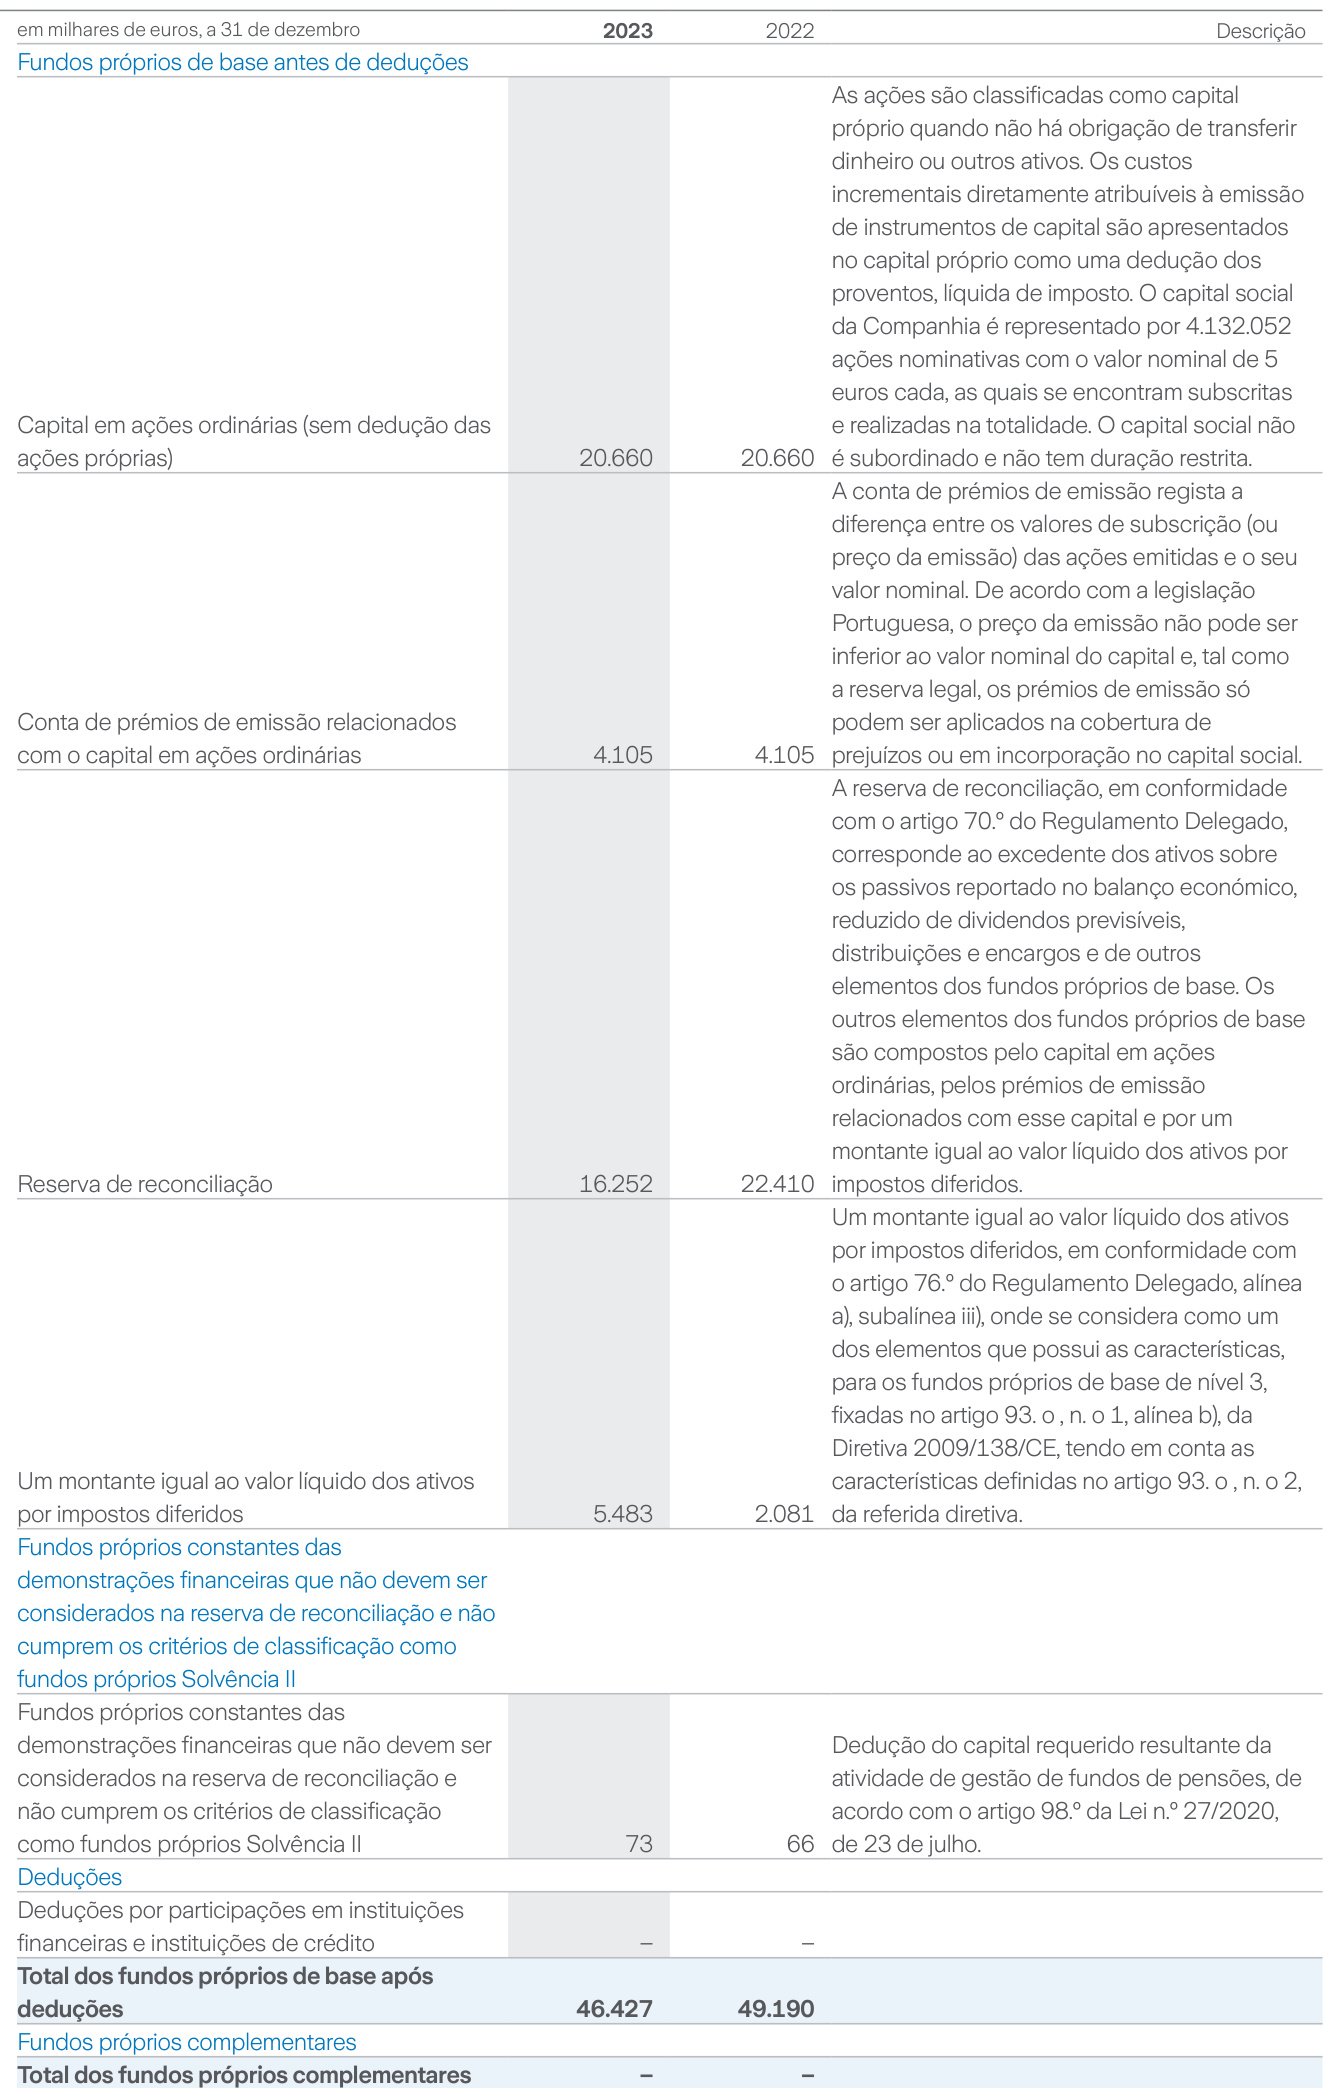 em milhares de euros, a 31 de dezembro 2023 2022 Descrição
Fundos próprios de base antes de deduções
As ações são classificadas como capital
próprio quando não há obrigação de transferir
dinheiro ou outros ativos. Os custos
incrementais diretamente atribuíveis à emissão
de instrumentos de capital são apresentados
no capital próprio como uma dedução dos
proventos, líquida de imposto. O capital social
da Companhia é representado por 4.132.052
ações nominativas com o valor nominal de 5
Capital em ações ordinárias (sem dedução das euros cada, as quais se encontram subscritas
e realizadas na totalidade. O capital social não
ações próprias) 20.660 20.660 é subordinado e não tem duração restrita.
A conta de prémios de emissão regista a
diferença entre os valores de subscrição (ou
preço da emissão) das ações emitidas e o seu
valor nominal. De acordo com a legislação
Portuguesa, o preço da emissão não pode ser
inferior ao valor nominal do capital e, tal como
a reserva legal, os prémios de emissão só
Conta de prémios de emissão relacionados podem ser aplicados na cobertura de
com o capital em ações ordinárias 4.105 4.105 prejuízos ou em incorporação no capital social.
A reserva de reconciliação, em conformidade
com o artigo 70.º do Regulamento Delegado,
corresponde ao excedente dos ativos sobre
os passivos reportado no balanço económico,
reduzido de dividendos previsíveis,
distribuições e encargos e de outros
elementos dos fundos próprios de base. Os
outros elementos dos fundos próprios de base
são compostos pelo capital em ações
ordinárias, pelos prémios de emissão
relacionados com esse capital e por um
montante igual ao valor líquido dos ativos por
Reserva de reconciliação 16.252 22.410 impostos diferidos.
Um montante igual ao valor líquido dos ativos
por impostos diferidos, em conformidade com
o artigo 76.º do Regulamento Delegado, alínea
a), subalínea iii), onde se considera como um
dos elementos que possui as características,
para os fundos próprios de base de nível 3,
fixadas no artigo 93. o , n. o 1, alínea b), da
Diretiva 2009/138/CE, tendo em conta as
Um montante igual ao valor líquido dos ativos características definidas no artigo 93. o , n. o 2,
por impostos diferidos 5.483 2.081 da referida diretiva.
Fundos próprios constantes das
demonstrações financeiras que não devem ser
considerados na reserva de reconciliação e não
cumprem os critérios de classificação como
fundos próprios Solvência II
Fundos próprios constantes das
demonstrações financeiras que não devem ser Dedução do capital requerido resultante da
considerados na reserva de reconciliação e atividade de gestão de fundos de pensões, de
não cumprem os critérios de classificação acordo com o artigo 98.º da Lei n.º 27/2020,
como fundos próprios Solvência II 73 66 de 23 de julho.
Deduções
Deduções por participações em instituições
financeiras e instituições de crédito – –
Total dos fundos próprios de base após
deduções 46.427 49.190
Fundos próprios complementares
Total dos fundos próprios complementares – –